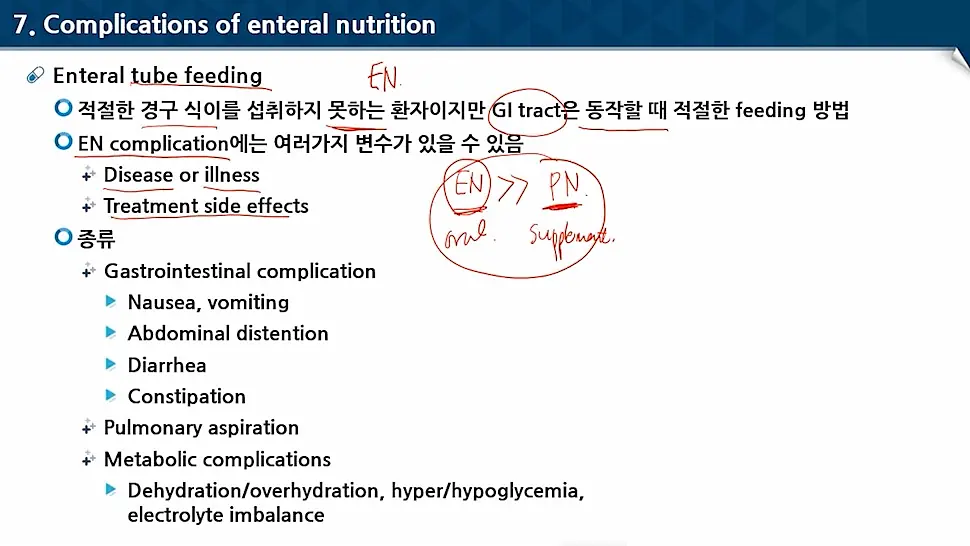 7. Complications of enteral nutrition
Enteral tube feeding
EN.
적절한 경구 식이를 섭취하지 못하는 환자이지만 GI tract은 동작할 때 적절한 feeding 방법
EN complication에는 여러가지 변수가 있을 수 있음
Disease or illness
EN >> PN.
Treatment side effects
oral. supplement.
종류
Gastrointestinal complication
Nausea, vomiting
Abdominal distention
Diarrhea
Constipation
Pulmonary aspiration
Metabolic complications
Dehydration/overhydration, hyper/hypoglycemia,
electrolyte imbalance